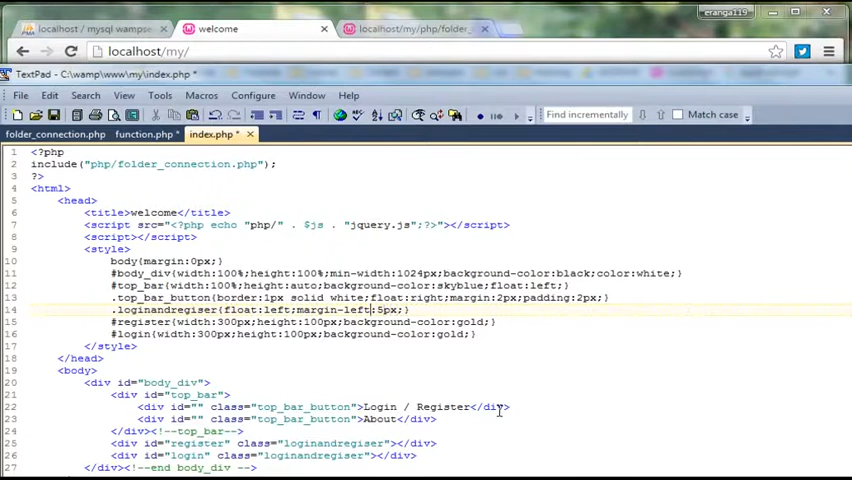 eranga119
localhost / mysql wampse
welcome
localhost/my/php/folder_
localhost/my/
TextPad - C:\wamp\www\my\index.php *
File Edit Search View Tools Macros Configure Window Help
Find incrementally Match case
folder_connection.php function.php * index.php *
1 <?php
2 include("php/folder_connection.php");
3 ?>
4 <html>
5 <head>
6 <title>welcome</title>
7 <script src="<?php echo "php/" . $js . "jquery.js";?>"></script>
8 <script></script>
9 <style>
10 body{margin:0px;}
11 #body_div{width:100%;height:100%;min-width:1024px;background-color:black;color:white;}
12 #top_bar{width:100%;height:auto;background-color:skyblue;float:left;}
13 .top_bar_button{border:1px solid white;float:right;margin:2px;padding:2px;}
14 .loginandregiser{float:left;margin-left:5px;}
15 #register{width:300px;height:100px;background-color:gold;}
16 #login{width:300px;height:100px;background-color:gold;}
17 </style>
18 </head>
19 <body>
20 <div id="body_div">
21 <div id="top_bar">
22 <div id="" class="top_bar_button">Login / Register</div>
23 <div id="" class="top_bar_button">About</div>
24 </div><!--top_bar-->
25 <div id="register" class="loginandregiser"></div>
26 <div id="login" class="loginandregiser"></div>
27 </div><!--end body_div -->